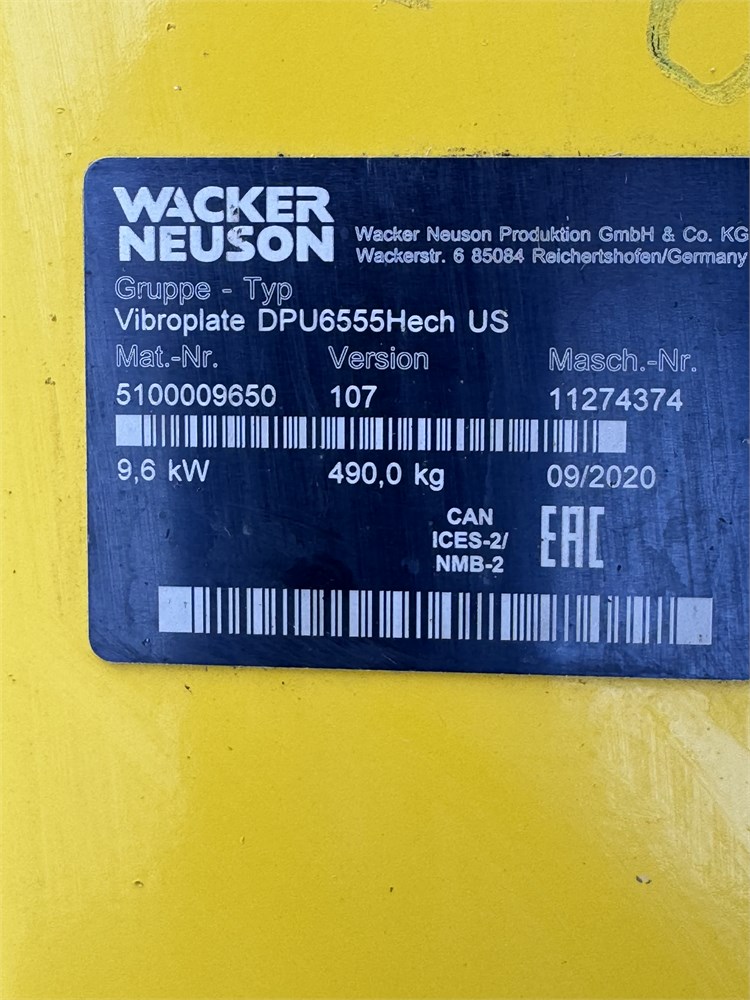 WACKER
NEUSON
Wacker Neuson Produktion GmbH & Co. KG
Wackerstr. 6 85084 Reichertshofen/Germany
Gruppe - Typ
Vibroplate DPU6555Hech US
Mat.-Nr. Version Masch.-Nr.
5100009650 107 11274374
9,6 kW 490,0 kg 09/2020
CAN
ICES-2/
NMB-2
EAC